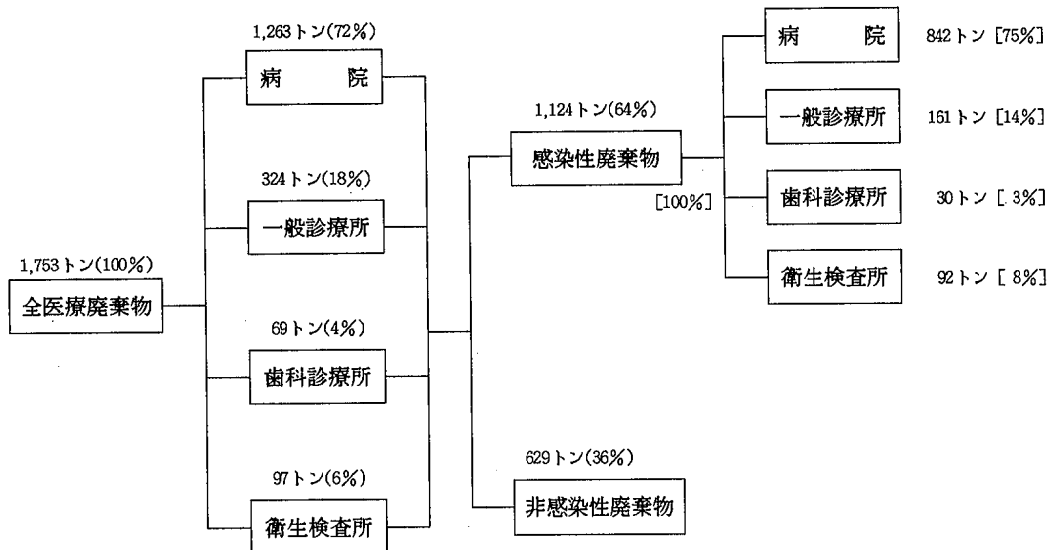 1,753トン(100%)
全医療廃棄物
1,263トン(72%)
病 院
324トン(18%)
一般診療所
69トン(4%)
歯科診療所
97トン(6%)
衛生検査所
1,124トン(64%)
感染性廃棄物
[100%]
629トン(36%)
非感染性廃棄物
病 院 842トン [75%]
一般診療所 161トン [14%]
歯科診療所 30トン [ 3%]
衛生検査所 92トン [ 8%]